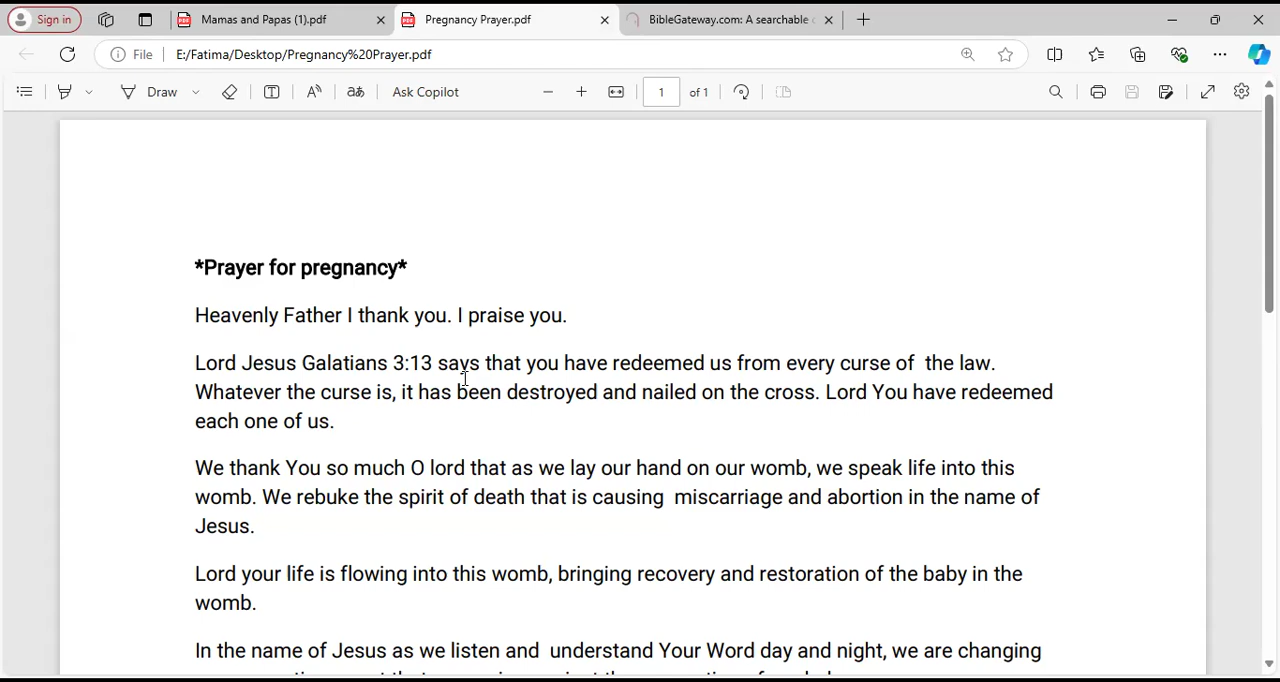 Sign in
Mamas and Papas (1).pdf
Pregnancy Prayer.pdf
BibleGateway.com: A searchable
File
E:/Fatima/Desktop/Pregnancy%20Prayer.pdf
Draw
aあ
Ask Copilot
1
of 1
*Prayer for pregnancy*
Heavenly Father I thank you. I praise you.
Lord Jesus Galatians 3:13 says that you have redeemed us from every curse of the law.
Whatever the curse is, it has been destroyed and nailed on the cross. Lord You have redeemed
each one of us.
We thank You so much O lord that as we lay our hand on our womb, we speak life into this
womb. We rebuke the spirit of death that is causing miscarriage and abortion in the name of
Jesus.
Lord your life is flowing into this womb, bringing recovery and restoration of the baby in the
womb.
In the name of Jesus as we listen and understand Your Word day and night, we are changing